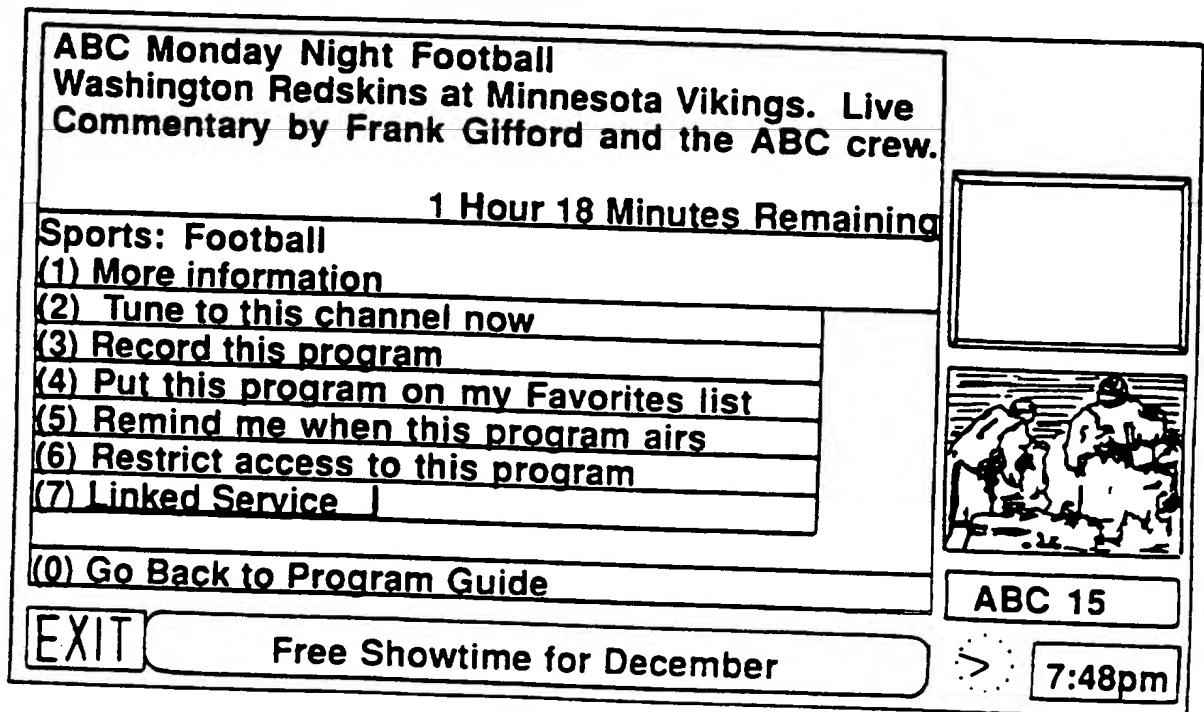 ABC Monday Night Football
Washington Redskins at Minnesota Vikings. Live
Commentary by Frank Gifford and the ABC crew.
1 Hour 18 Minutes Remaining
Sports: Football
(1) More information
(2) Tune to this channel now
(3) Record this program
(4) Put this program on my Favorites list
(5) Remind me when this program airs
(6) Restrict access to this program
(7) Linked Service
(0) Go Back to Program Guide
ABC 15
EXIT
Free Showtime for December
7:48pm